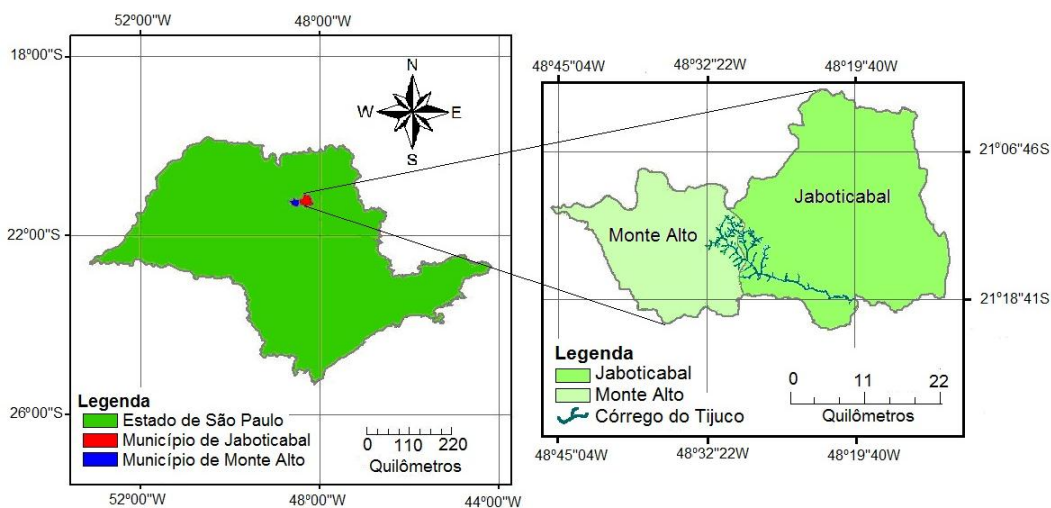 52°00"W
48°00"W
18°00"S
22°00"S
26°00"S
N
W
E
S
Legenda
Estado de São Paulo
Município de Jaboticabal
Município de Monte Alto
0 110 220
Quilômetros
52°00"W
48°00"W
44°00"W
48°45"04W
48°32"22W
48°19"40W
21°06"46S
21°18"41S
Jaboticabal
Monte Alto
Legenda
Jaboticabal
Monte Alto
Córrego do Tijuco
0 11 22
Quilômetros
48°45"04W
48°32"22W
48°19"40W